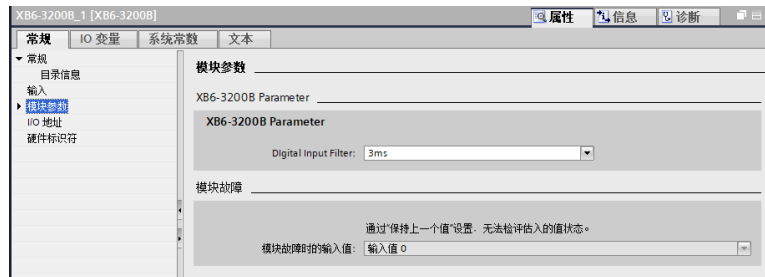 XB6-3200B_1 [XB6-3200B]
属性 信息 诊断
常规 IO 变量 系统常数 文本
常规
目录信息
输入
模块参数
I/O 地址
硬件标识符
模块参数
XB6-3200B Parameter
XB6-3200B Parameter
Digital Input Filter: 3ms
模块故障
通过"保持上一个值"设置，无法检评估入的值状态。
模块故障时的输入值: 输入值 0